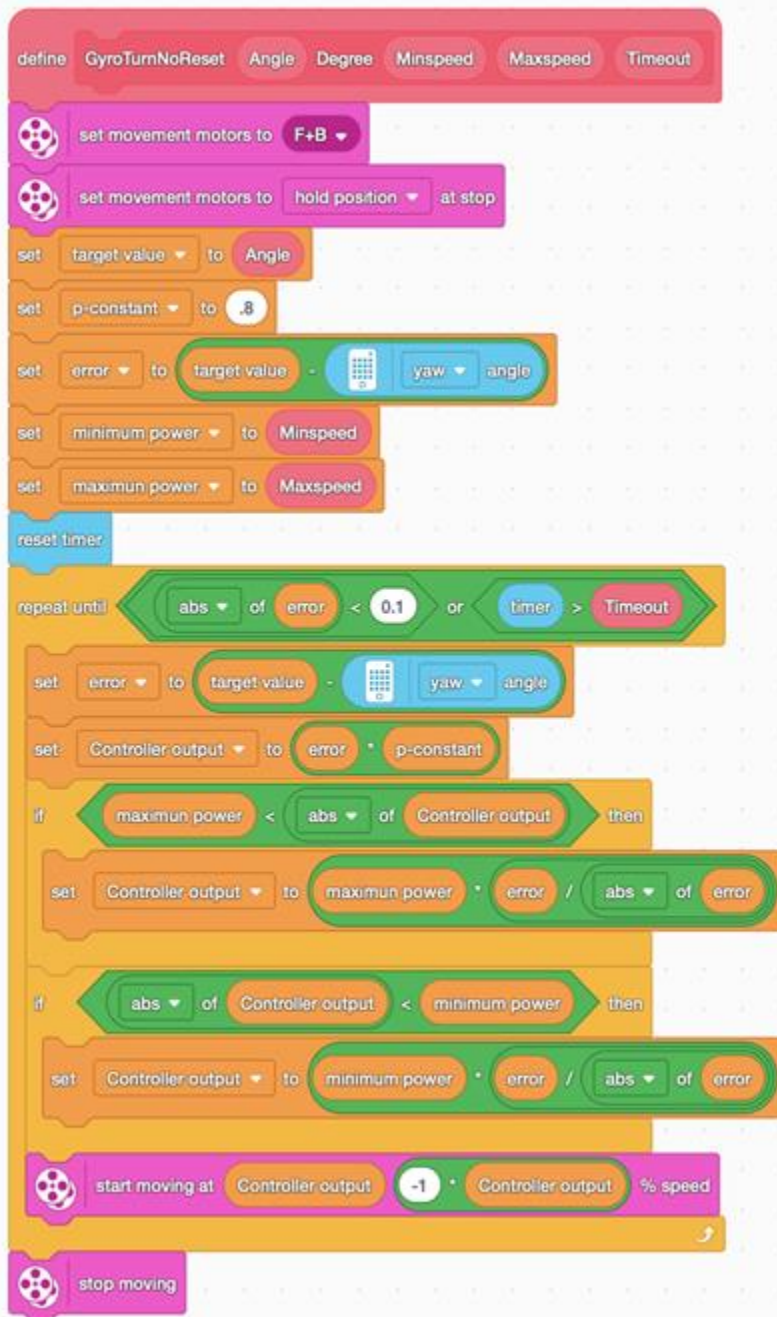 define GyroTurnNoReset Angle Degree Minspeed Maxspeed Timeout
set movement motors to F+B
set movement motors to hold position at stop
set target value to Angle
set p-constant to .8
set error to target value - yaw angle
set minimum power to Minspeed
set maximun power to Maxspeed
reset timer
repeat until abs of error < 0.1 or timer > Timeout
set error to target value - yaw angle
set Controller output to error * p-constant
if maximun power < abs of Controller output then
set Controller output to maximun power * error / abs of error
if abs of Controller output < minimum power then
set Controller output to minimum power * error / abs of error
start moving at Controller output -1 * Controller output % speed
stop moving